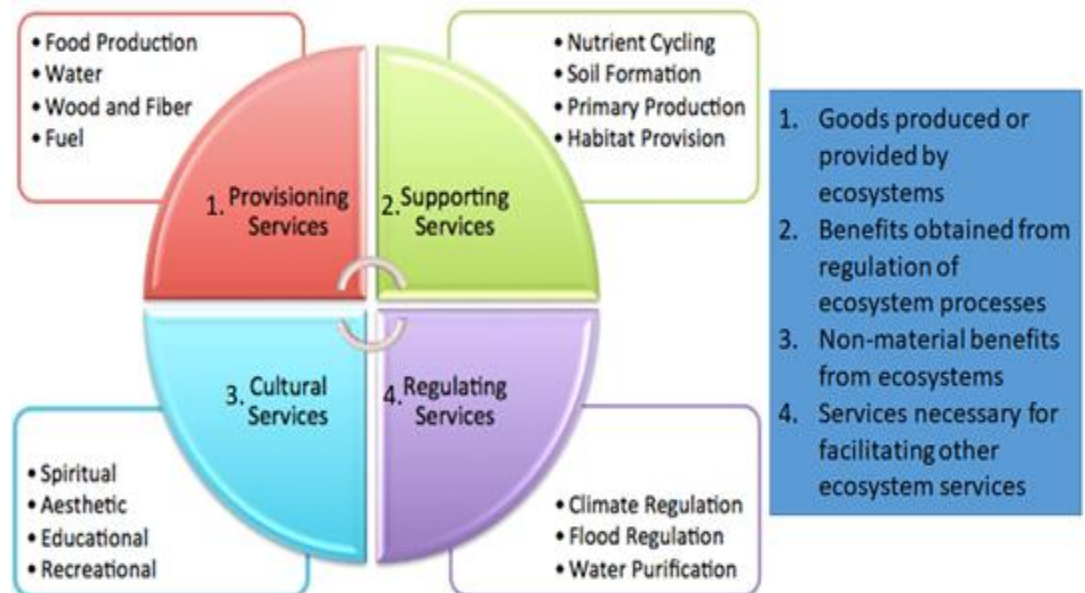 • Food Production
• Water
• Wood and Fiber
• Fuel
• Nutrient Cycling
• Soil Formation
• Primary Production
• Habitat Provision
1. Provisioning
Services
2. Supporting
Services
3. Cultural
Services
4. Regulating
Services
• Spiritual
• Aesthetic
• Educational
• Recreational
• Climate Regulation
• Flood Regulation
• Water Purification
1. Goods produced or
provided by
ecosystems
2. Benefits obtained from
regulation of
ecosystem processes
3. Non-material benefits
from ecosystems
4. Services necessary for
facilitating other
ecosystem services